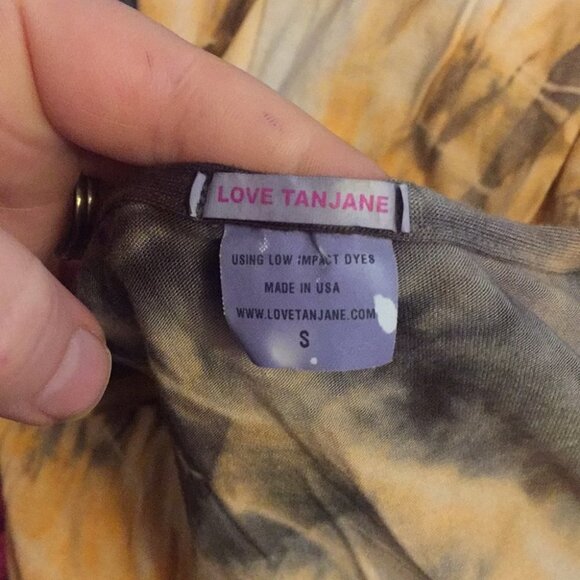 LOVE TANJANE
USING LOW IMPACT DYES
MADE IN USA
WWW.LOVETANJANE.COM
S